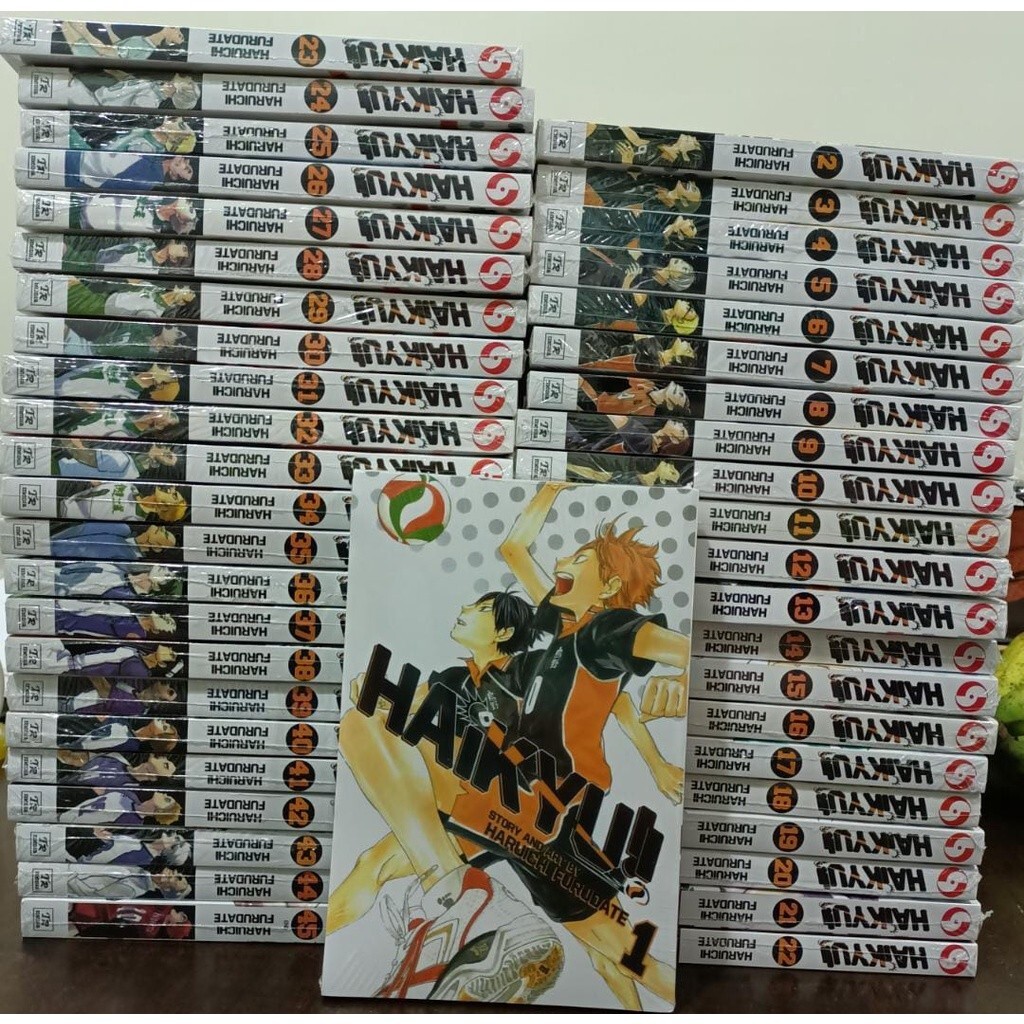 HAIKYU!! 23 HARUICHI FURUDATE
HAIKYU!! 24 HARUICHI FURUDATE
HAIKYU!! 25 HARUICHI FURUDATE
HAIKYU!! 26 HARUICHI FURUDATE
HAIKYU!! 27 HARUICHI FURUDATE
HAIKYU!! 28 HARUICHI FURUDATE
HAIKYU!! 29 HARUICHI FURUDATE
HAIKYU!! 30 HARUICHI FURUDATE
HAIKYU!! 31 HARUICHI FURUDATE
HAIKYU!! 32 HARUICHI FURUDATE
HAIKYU!! 33 HARUICHI FURUDATE
34 HARUICHI FURUDATE
35 HARUICHI FURUDATE
36 HARUICHI FURUDATE
37 HARUICHI FURUDATE
38 HARUICHI FURUDATE
39 HARUICHI FURUDATE
40 HARUICHI FURUDATE
41 HARUICHI FURUDATE
42 HARUICHI FURUDATE
43 HARUICHI FURUDATE
44 HARUICHI FURUDATE
45 HARUICHI FURUDATE
HAIKYU!! 2 HARUICHI FURUDATE
HAIKYU!! 3 HARUICHI FURUDATE
HAIKYU!! 4 HARUICHI FURUDATE
HAIKYU!! 5 HARUICHI FURUDATE
HAIKYU!! 6 HARUICHI FURUDATE
HAIKYU!! 7 HARUICHI FURUDATE
HAIKYU!! 8 HARUICHI FURUDATE
HAIKYU!! 9 HARUICHI FURUDATE
HAIKYU!! 10 HARUICHI FURUDATE
HAIKYU!! 11 HARUICHI FURUDATE
HAIKYU!! 12 HARUICHI FURUDATE
HAIKYU!! 13 HARUICHI FURUDATE
HAIKYU!! 14 HARUICHI FURUDATE
HAIKYU!! 15 HARUICHI FURUDATE
HAIKYU!! 16 HARUICHI FURUDATE
HAIKYU!! 17 HARUICHI FURUDATE
HAIKYU!! 18 HARUICHI FURUDATE
HAIKYU!! 19 HARUICHI FURUDATE
HAIKYU!! 20 HARUICHI FURUDATE
HAIKYU!! 21 HARUICHI FURUDATE
HAIKYU!! 22 HARUICHI FURUDATE
HAIKYU!!
STORY AND ART BY
HARUICHI FURUDATE
1